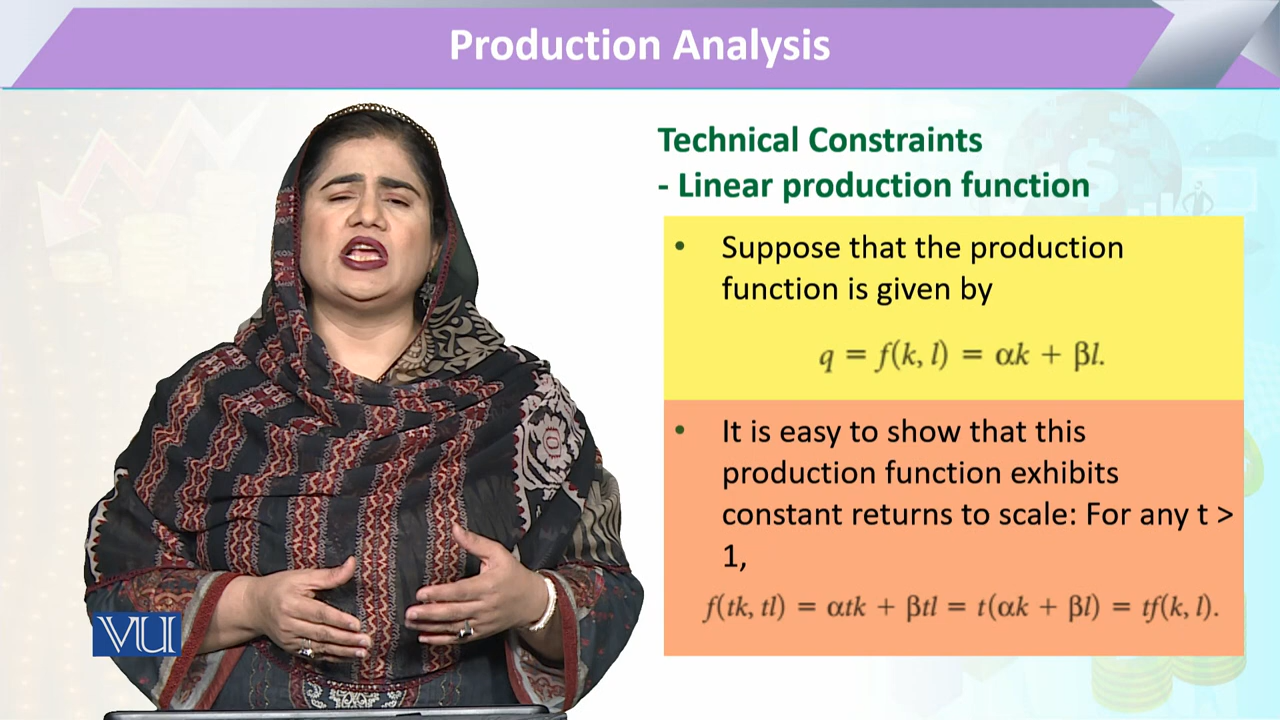 Production Analysis
Technical Constraints
- Linear production function
• Suppose that the production
function is given by
q = f(k, l) = αk + βl.
• It is easy to show that this
production function exhibits
constant returns to scale: For any t >
1,
f(tk, tl) = αtk + βtl = t(αk + βl) = tf(k, l).
VU